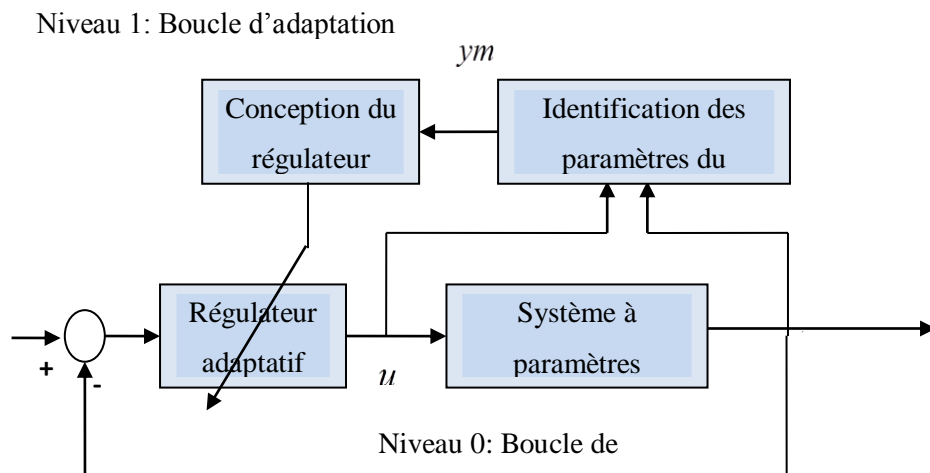 Niveau 1: Boucle d'adaptation
ym
Conception du
régulateur
Identification des
paramètres du
Régulateur
adaptatif
Système à
paramètres
+
-
u
Niveau 0: Boucle de